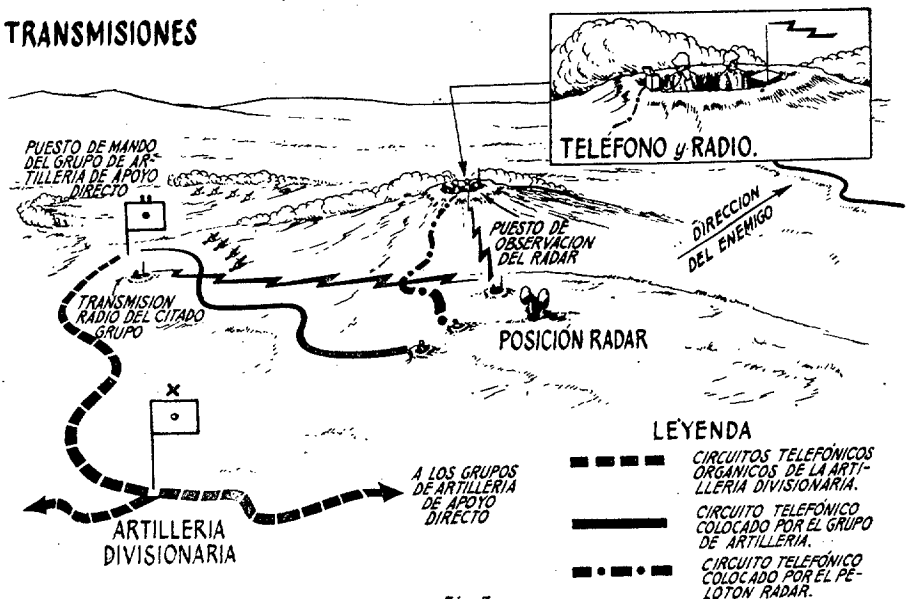 TRANSMISIONES
TELEFONO y RADIO.
PUESTO DE MANDO
DEL GRUPO DE AR-
TILLERIA DE APOYO
DIRECTO
PUESTO DE
OBSERVACION
DEL RADAR
DIRECCION
DEL ENEMIGO
TRANSMISION
RADIO DEL CITADO
GRUPO
POSICIÓN RADAR
X
ARTILLERIA
DIVISIONARIA
A LOS GRUPOS
DE ARTILLERIA
DE APOYO
DIRECTO
LEYENDA
CIRCUITOS TELEFÓNICOS
ORGÁNICOS DE LA ARTI-
LLERIA DIVISIONARIA.
CIRCUITO TELEFÓNICO
COLOCADO POR EL GRUPO
DE ARTILLERIA.
CIRCUITO TELEFÓNICO
COLOCADO POR EL PE-
LOTON RADAR.